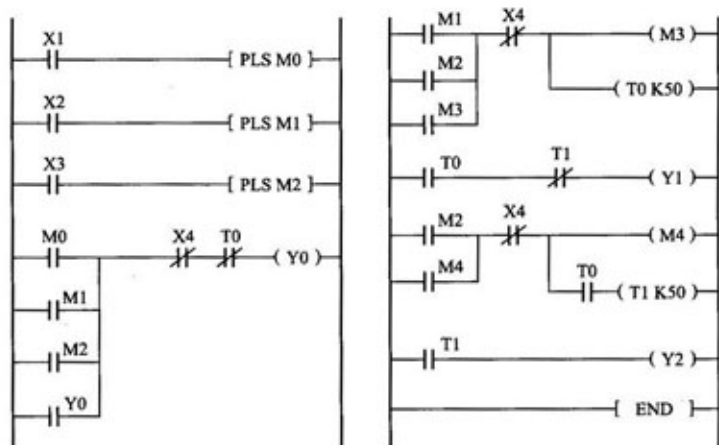 X1
[ PLS M0 ]
X2
[ PLS M1 ]
X3
[ PLS M2 ]
M0 X4 T0
( Y0 )
M1
M2
Y0
M1 X4
( M3 )
M2
( T0 K50 )
M3
T0 T1
( Y1 )
M2 X4
( M4 )
M4 T0
( T1 K50 )
T1
( Y2 )
[ END ]